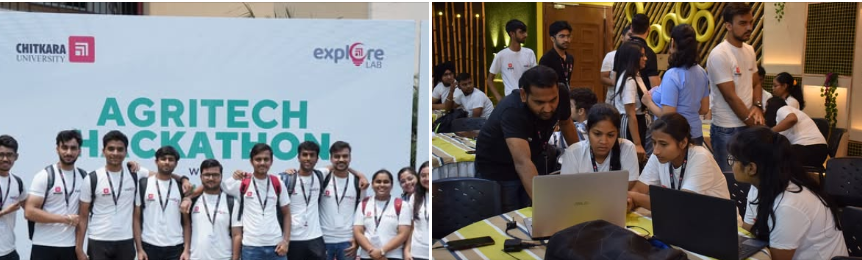 CHITKARA
UNIVERSITY
explore
LAB
AGRITECH
HACKATHON